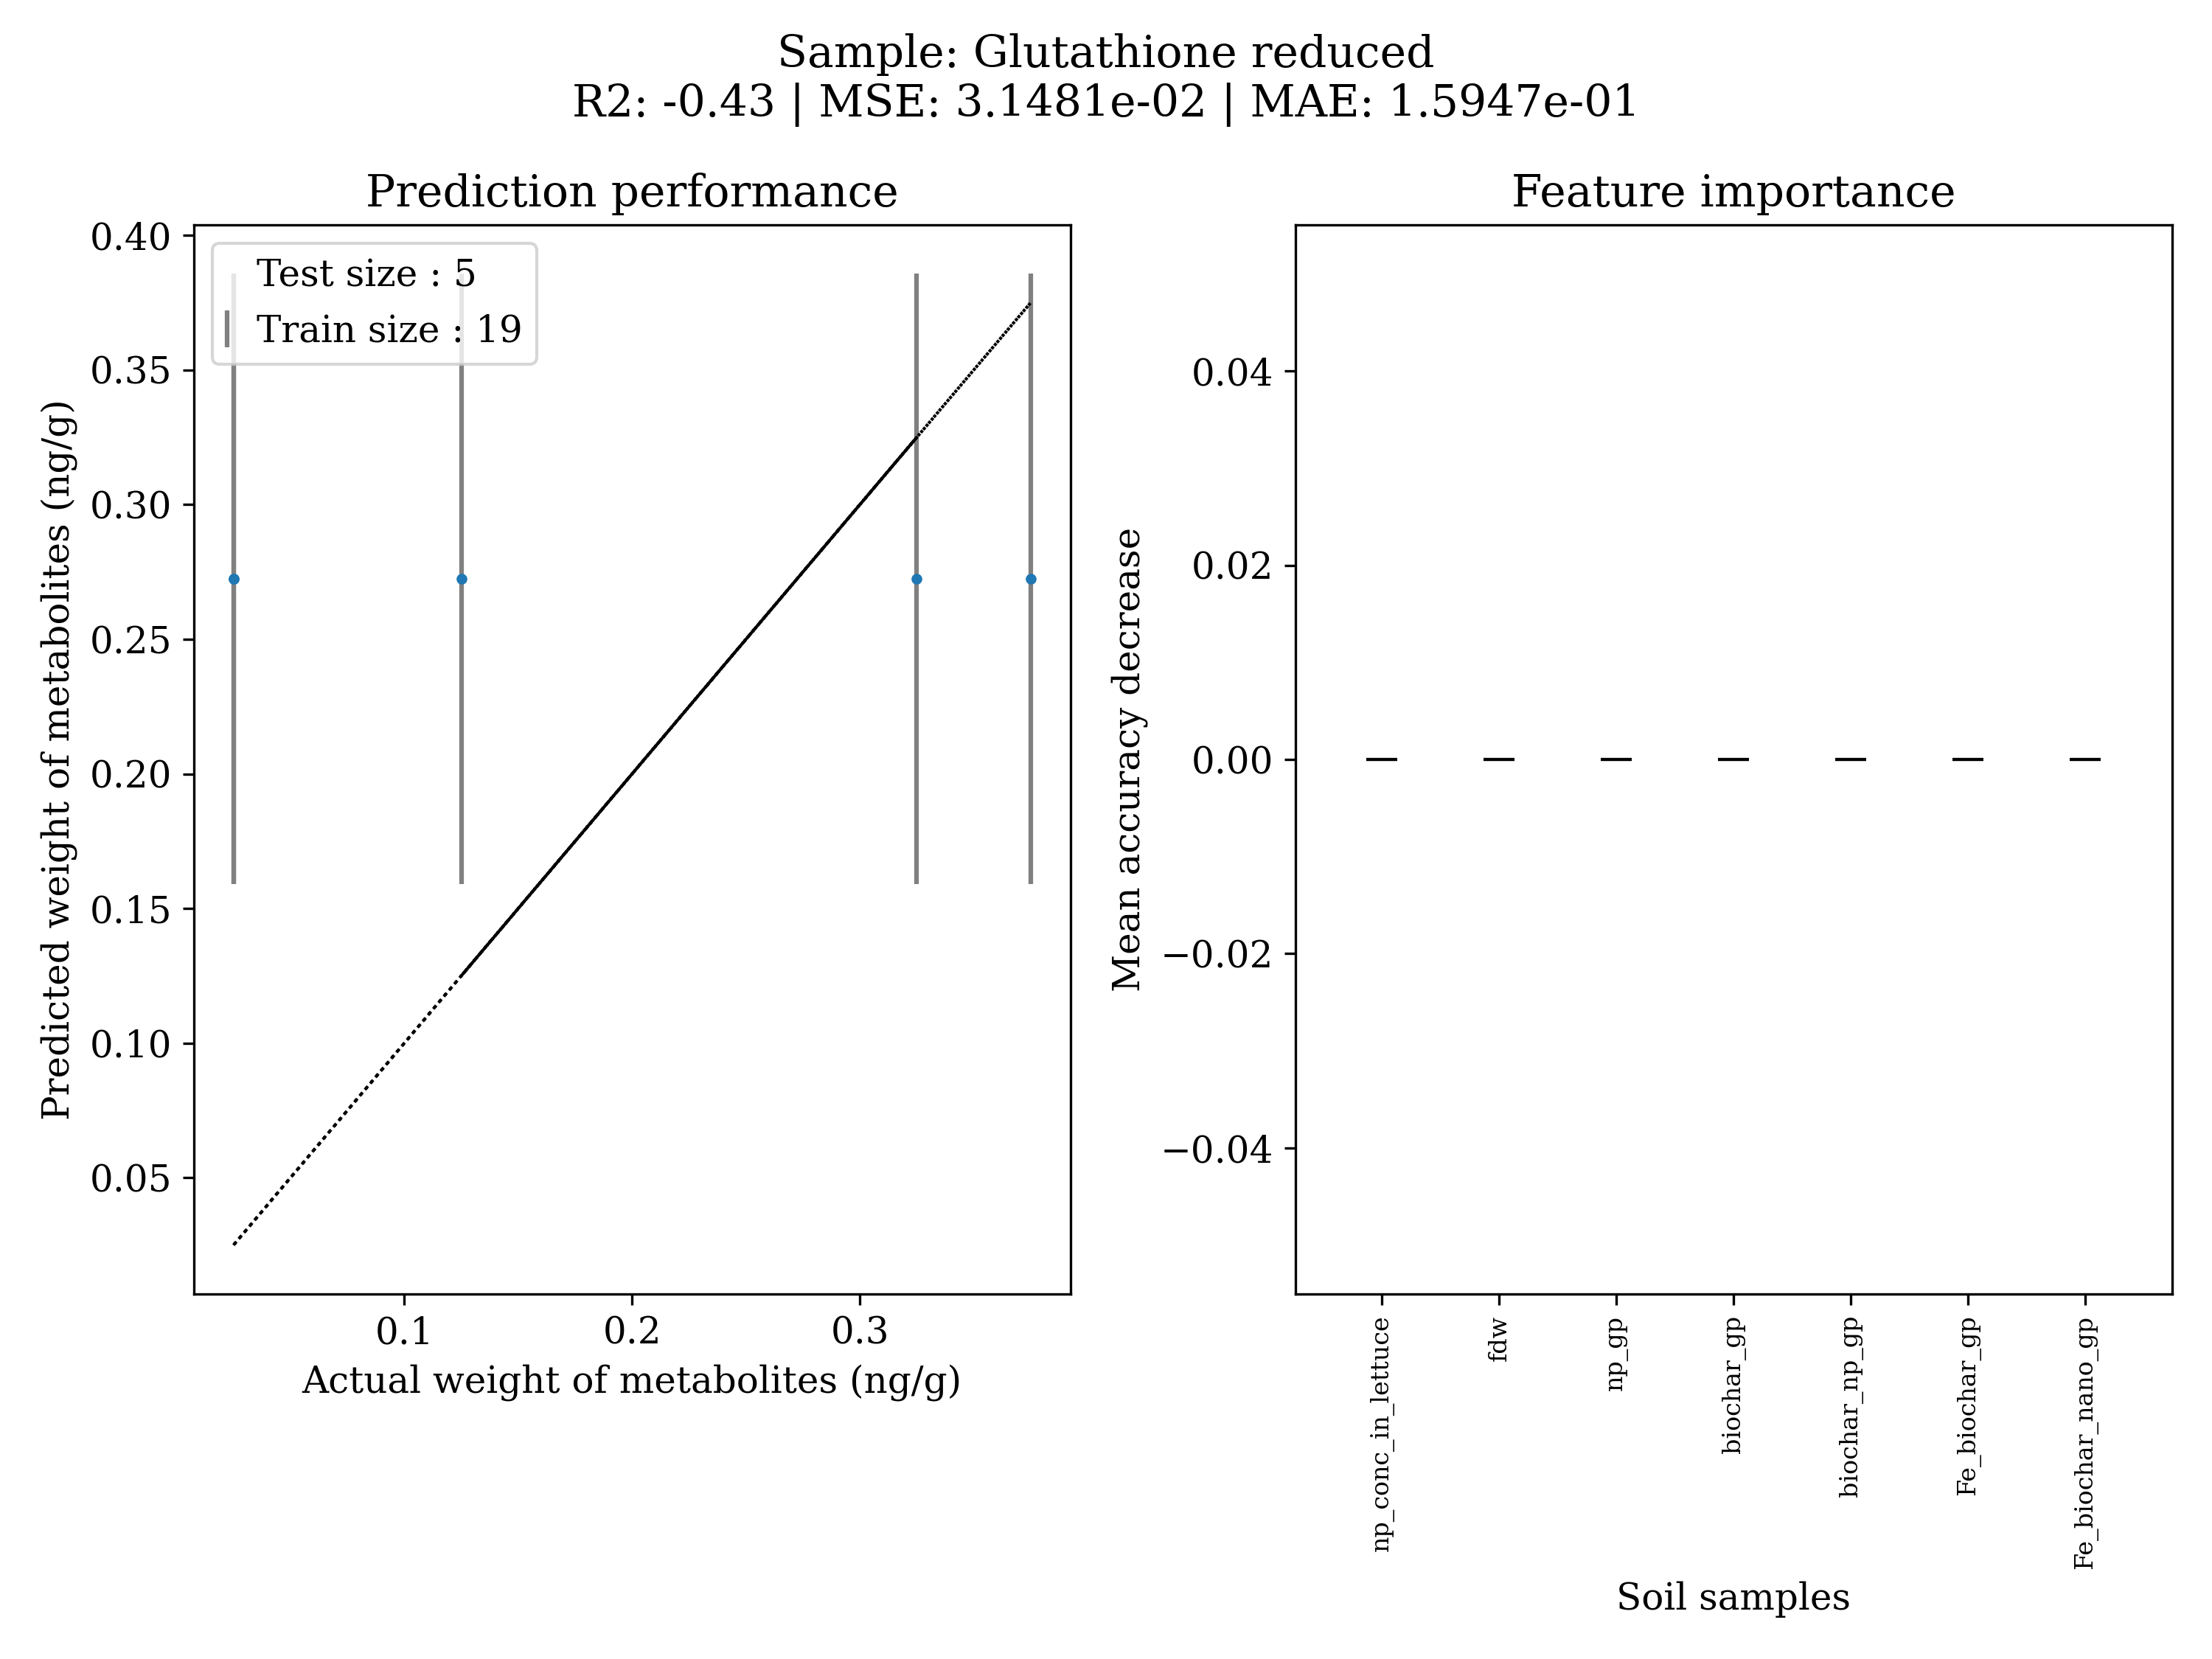 Sample: Glutathione reduced
R2: -0.43 | MSE: 3.1481e-02 | MAE: 1.5947e-01
Prediction performance
Test size : 5
Train size : 19
0.40
0.35
0.30
0.25
0.20
0.15
0.10
0.05
Predicted weight of metabolites (ng/g)
0.1 0.2 0.3
Actual weight of metabolites (ng/g)
Feature importance
0.04
0.02
0.00
−0.02
−0.04
Mean accuracy decrease
np_conc_in_lettuce
fdw
np_gp
biochar_gp
biochar_np_gp
Fe_biochar_gp
Fe_biochar_nano_gp
Soil samples